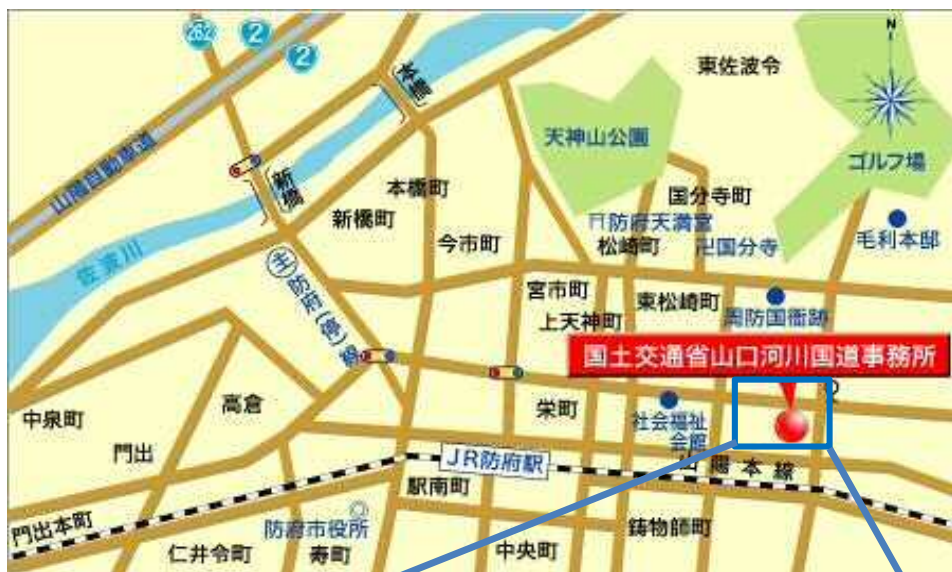 262
2
2
N
東佐波令
本橋
天神山公園
ゴルフ場
山陽自動車道
新橋
本橋町
国分寺町
新橋町
防府天満宮
毛利本邸
今市町
松崎町
卍国分寺
佐波川
主
防府(停)線
宮市町
東松崎町
上天神町
周防国衙跡
国土交通省山口河川国道事務所
高倉
栄町
中泉町
社会福祉
会館
門出
JR防府駅
山陽本線
駅南町
門出本町
防府市役所
鋳物師町
仁井令町
寿町
中央町